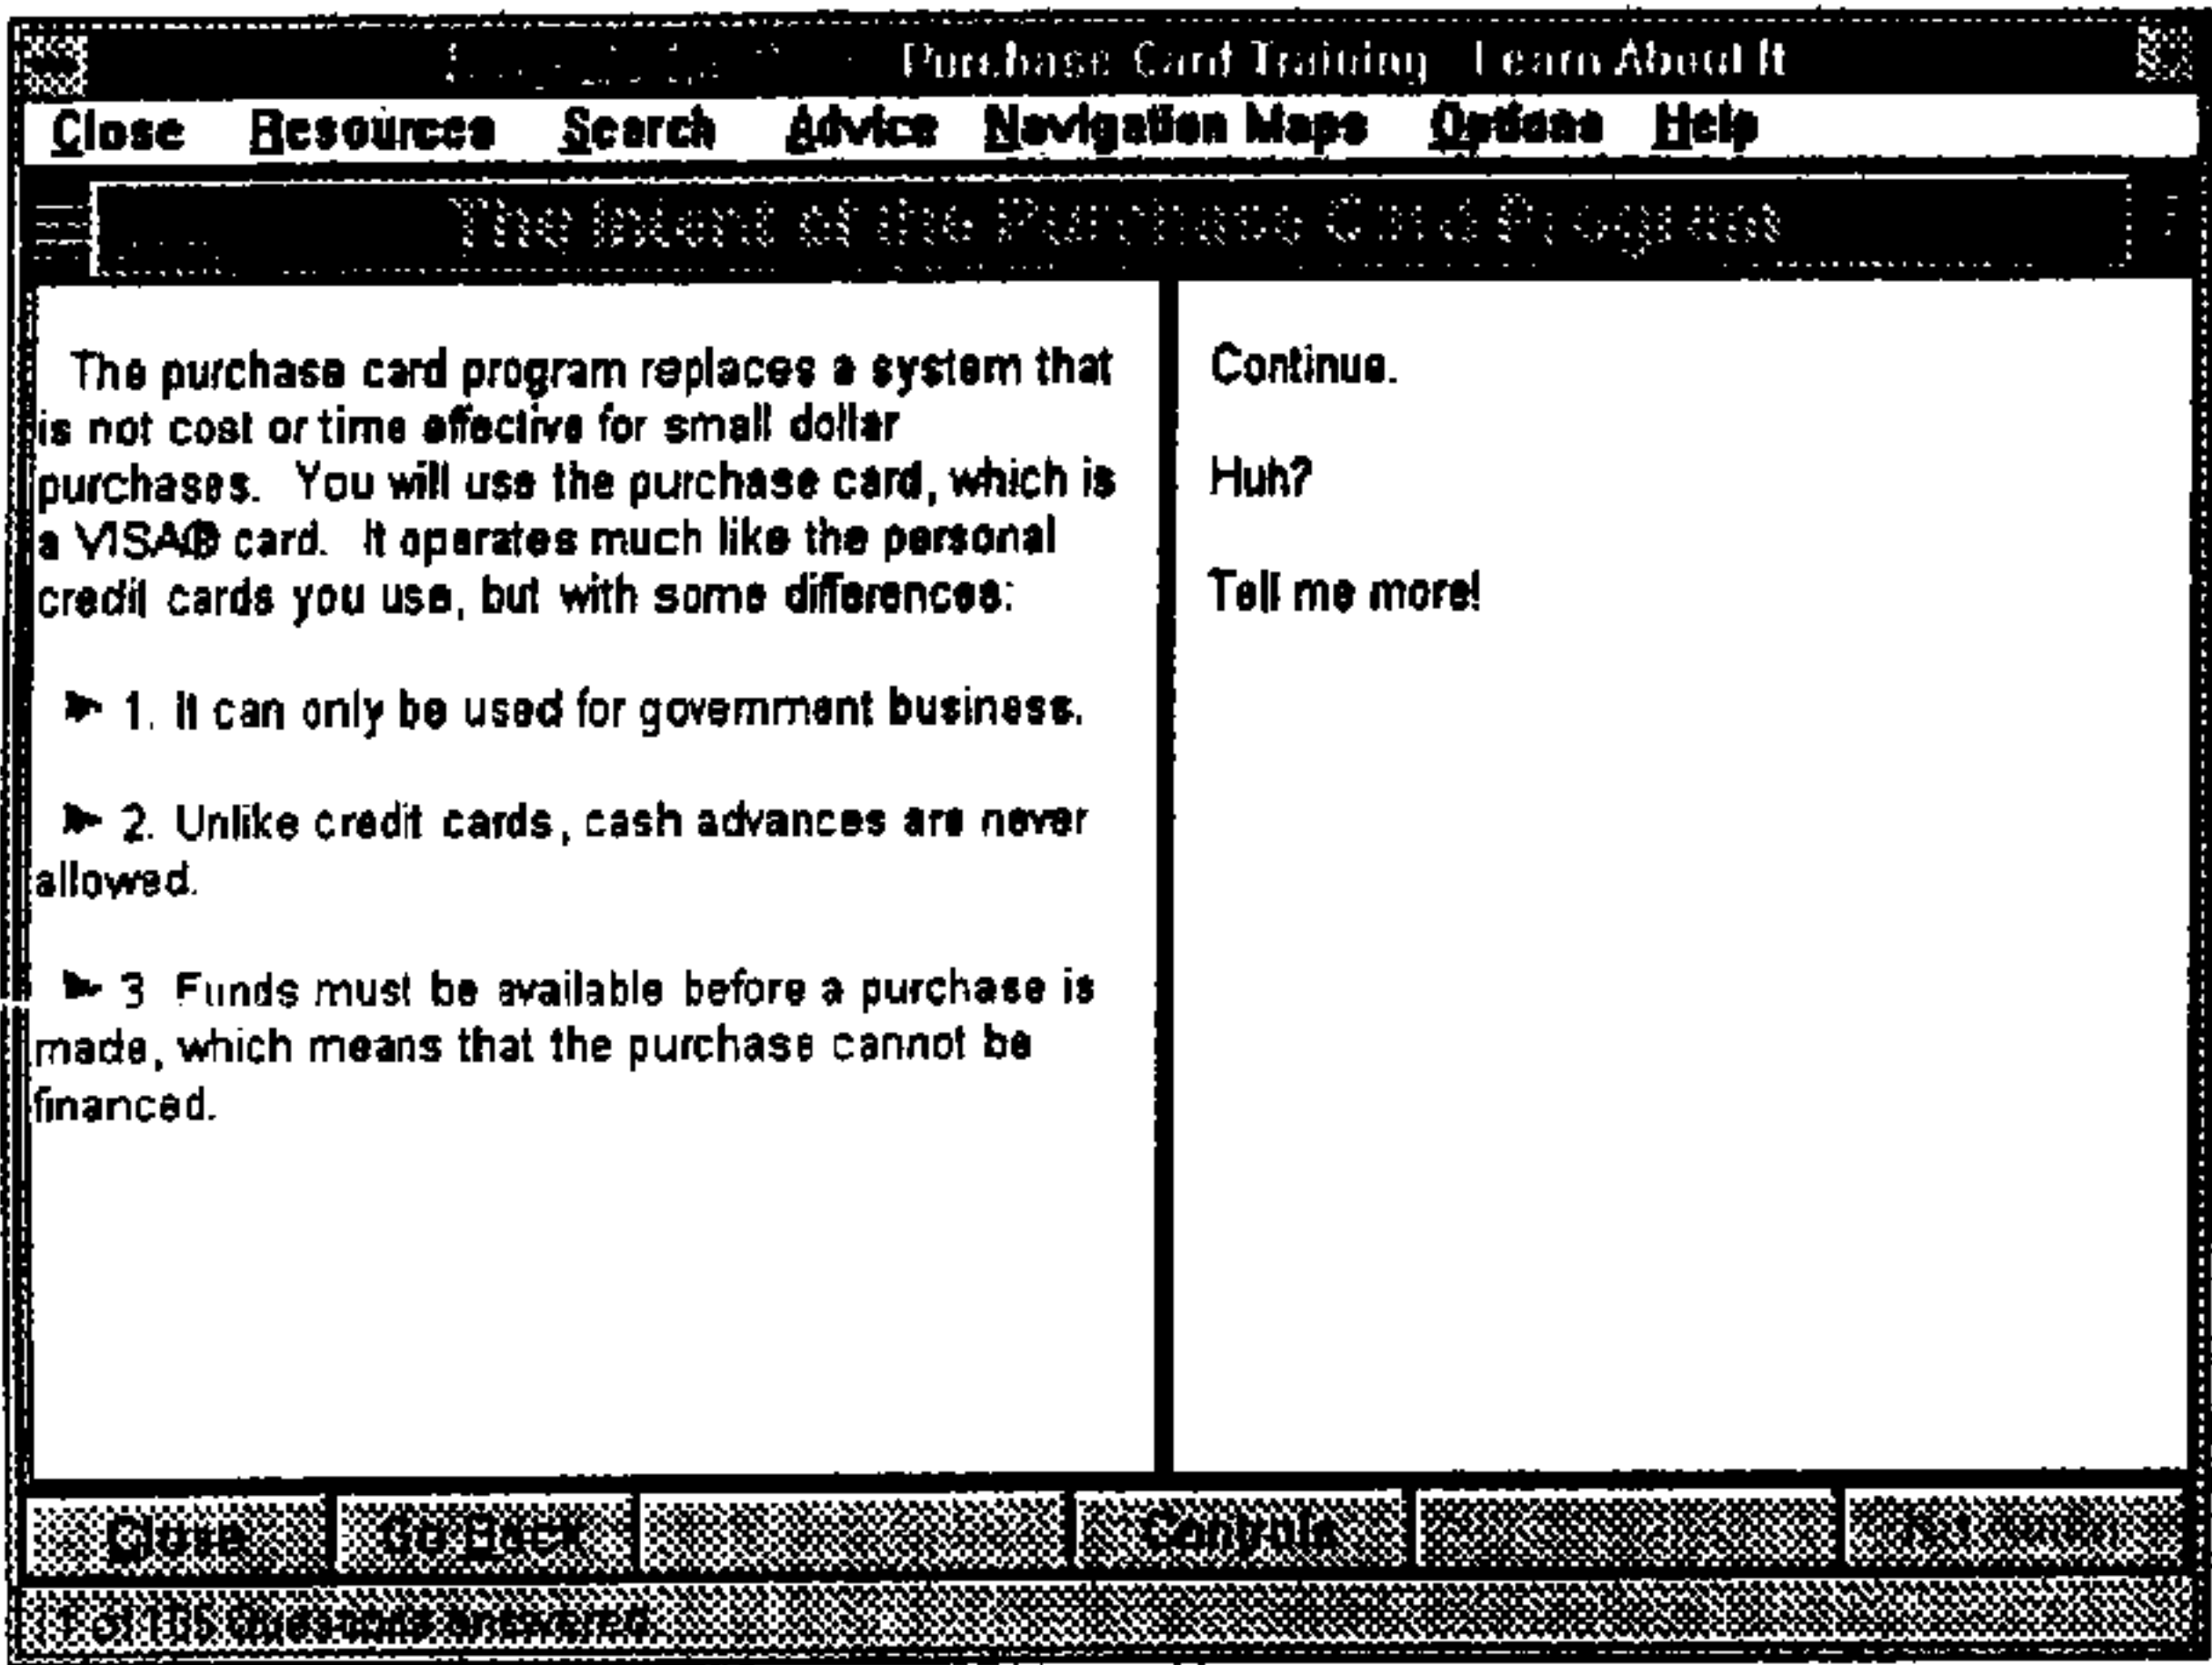 Purchase Card Training Learn About It
Close Resources Search Advice Navigation Maps Options Help
The Intent of the Purchase Card Program
The purchase card program replaces a system that
is not cost or time effective for small dollar
purchases. You will use the purchase card, which is
a VISA® card. It operates much like the personal
credit cards you use, but with some differences:
► 1. It can only be used for government business.
► 2. Unlike credit cards, cash advances are never
allowed.
► 3 Funds must be available before a purchase is
made, which means that the purchase cannot be
financed.
Continue.
Huh?
Tell me more!
Close Go Back Controls
1 of 105 Questions answered